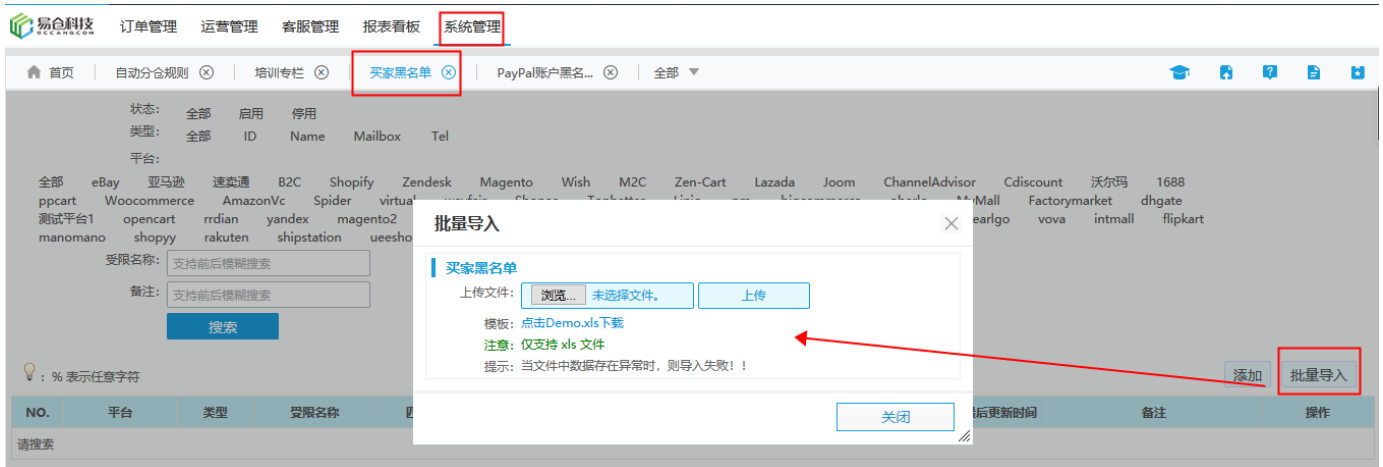 易仓科技 订单管理 运营管理 客服管理 报表看板 系统管理
ECCANG.COM
首页 自动分仓规则 培训专栏 买家黑名单 PayPal账户黑名... 全部
状态: 全部 启用 停用
类型: 全部 ID Name Mailbox Tel
平台:
全部 eBay 亚马逊 速卖通 B2C Shopify Zendesk Magento Wish M2C Zen-Cart Lazada Joom ChannelAdvisor Cdiscount 沃尔玛 1688
ppcart Woocommerce AmazonVc Spider Factorymarket dhgate
测试平台1 opencart rrdian yandex magento2 vova intmall flipkart
manomano shopyy rakuten shipstation
批量导入
受限名称: 支持前后模糊搜索
买家黑名单
备注: 支持前后模糊搜索
上传文件: 浏览... 未选择文件。 上传
搜索
模板: 点击Demo.xls下载
注意: 仅支持 xls 文件
提示: 当文件中数据存在异常时，则导入失败！！
: % 表示任意字符
添加 批量导入
NO. 平台 类型 受限名称 后更新时间 备注 操作
关闭
请搜索